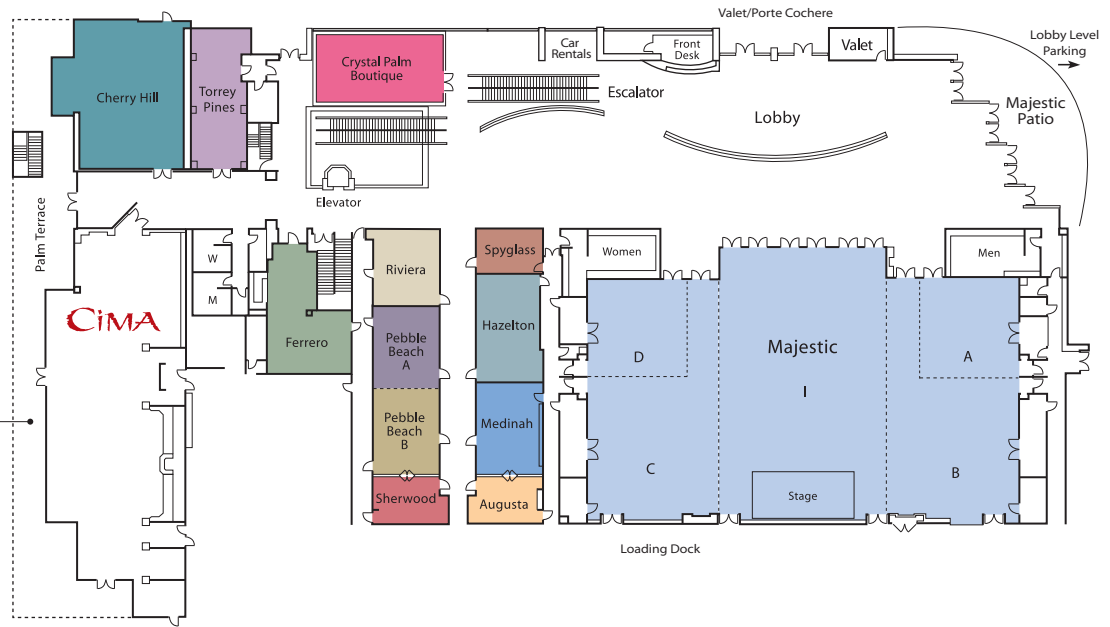 Valet/Porte Cochere
Lobby Level
Parking
Crystal Palm
Boutique
Car
Rentals
Front
Desk
Valet
Cherry Hill
Torrey
Pines
Escalator
Lobby
Majestic
Patio
Elevator
Palm Terrace
CiMA
W
M
Ferrero
Riviera
Pebble
Beach
A
Pebble
Beach
B
Sherwood
Spyglass
Hazelton
Medinah
Augusta
Women
Men
D
Majestic
A
I
C
B
Stage
Loading Dock